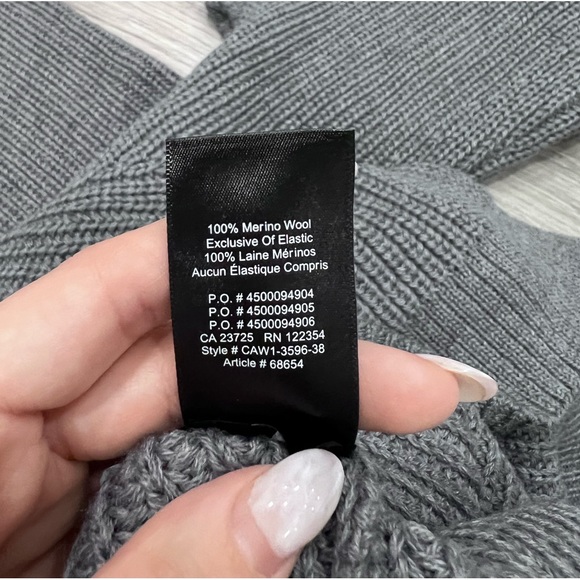 100% Merino Wool
Exclusive Of Elastic
100% Laine Mérinos
Aucun Élastique Compris
P.O. # 4500094904
P.O. # 4500094905
P.O. # 4500094906
CA 23725 RN 122354
Style # CAW1-3596-38
Article # 68654